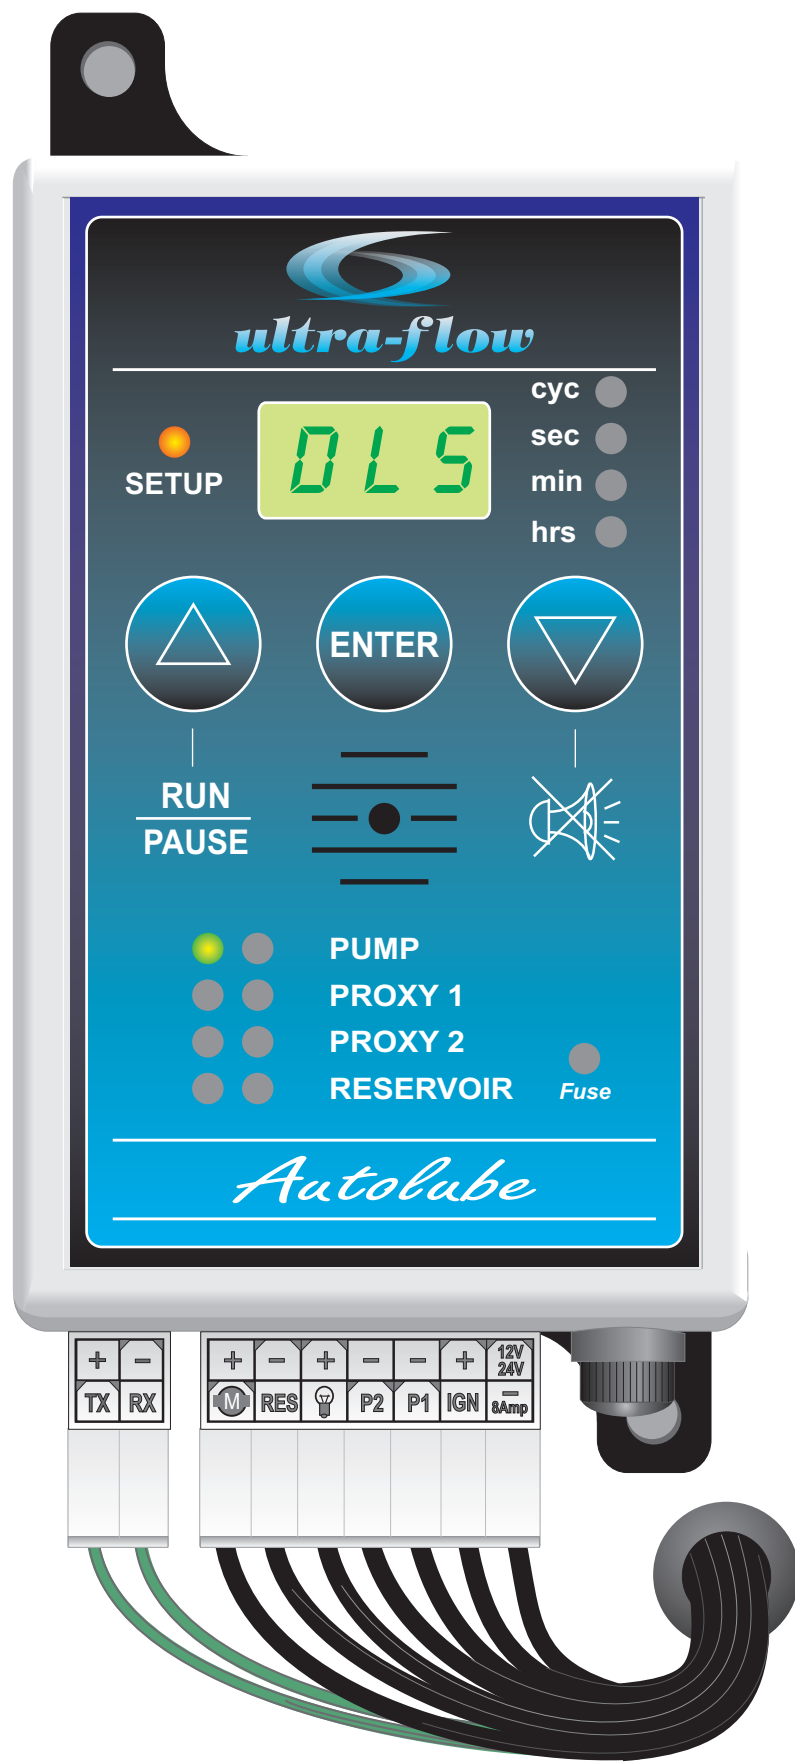 ultra-flow
cyc
sec
min
hrs
SETUP
DLS
ENTER
RUN
PAUSE
PUMP
PROXY 1
PROXY 2
RESERVOIR
Fuse
Autolube
+ − + − + − − + 12V
24V
TX RX M RES P2 P1 IGN −
8Amp